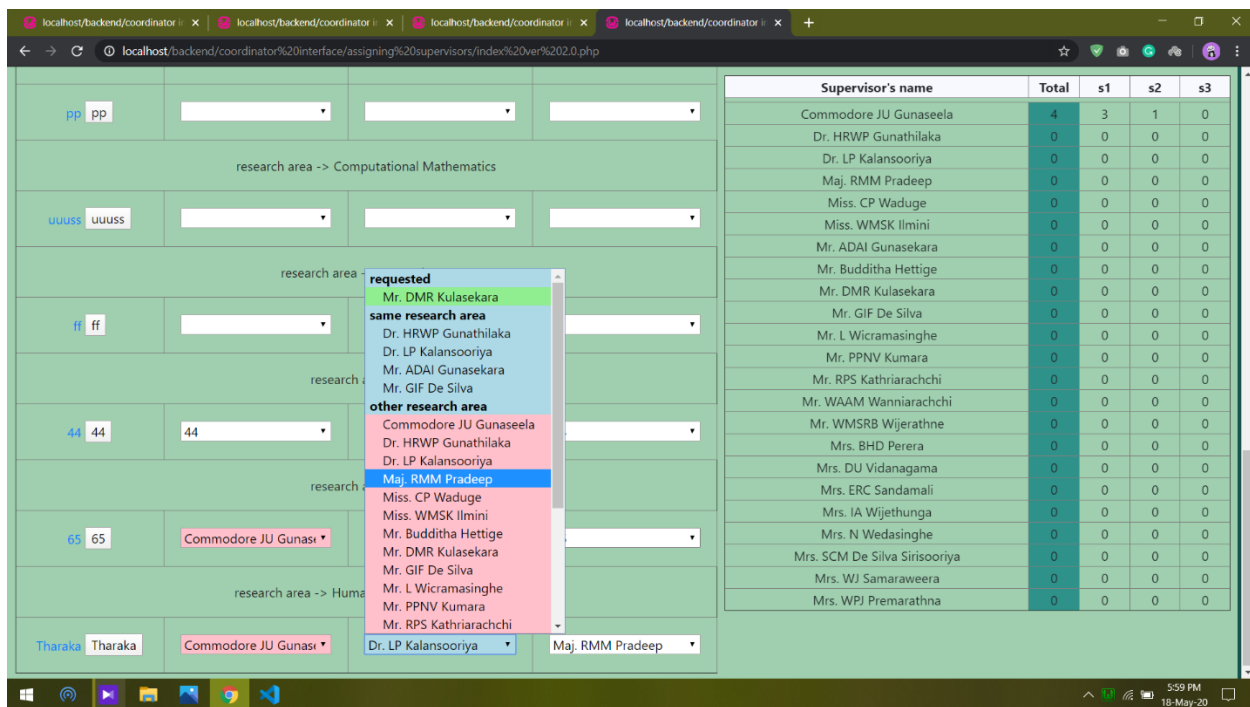 localhost/backend/coordinator i
localhost/backend/coordinator i
localhost/backend/coordinator i
localhost/backend/coordinator i
localhost/backend/coordinator%20interface/assigning%20supervisors/index%20ver%202.0.php
pp pp
research area -> Computational Mathematics
uuuss uuuss
research area -
ff ff
research a
44 44 44
research a
65 65 Commodore JU Gunas
research area -> Huma
Tharaka Tharaka Commodore JU Gunas Dr. LP Kalansooriya Maj. RMM Pradeep
requested
Mr. DMR Kulasekara
same research area
Dr. HRWP Gunathilaka
Dr. LP Kalansooriya
Mr. ADAI Gunasekara
Mr. GIF De Silva
other research area
Commodore JU Gunaseela
Dr. HRWP Gunathilaka
Dr. LP Kalansooriya
Maj. RMM Pradeep
Miss. CP Waduge
Miss. WMSK Ilmini
Mr. Budditha Hettige
Mr. DMR Kulasekara
Mr. GIF De Silva
Mr. L Wicramasinghe
Mr. PPNV Kumara
Mr. RPS Kathriarachchi
Supervisor's name Total s1 s2 s3
Commodore JU Gunaseela 4 3 1 0
Dr. HRWP Gunathilaka 0 0 0 0
Dr. LP Kalansooriya 0 0 0 0
Maj. RMM Pradeep 0 0 0 0
Miss. CP Waduge 0 0 0 0
Miss. WMSK Ilmini 0 0 0 0
Mr. ADAI Gunasekara 0 0 0 0
Mr. Budditha Hettige 0 0 0 0
Mr. DMR Kulasekara 0 0 0 0
Mr. GIF De Silva 0 0 0 0
Mr. L Wicramasinghe 0 0 0 0
Mr. PPNV Kumara 0 0 0 0
Mr. RPS Kathriarachchi 0 0 0 0
Mr. WAAM Wanniarachchi 0 0 0 0
Mr. WMSRB Wijerathne 0 0 0 0
Mrs. BHD Perera 0 0 0 0
Mrs. DU Vidanagama 0 0 0 0
Mrs. ERC Sandamali 0 0 0 0
Mrs. IA Wijethunga 0 0 0 0
Mrs. N Wedasinghe 0 0 0 0
Mrs. SCM De Silva Sirisooriya 0 0 0 0
Mrs. WJ Samaraweera 0 0 0 0
Mrs. WPJ Premarathna 0 0 0 0
5:59 PM
18-May-20